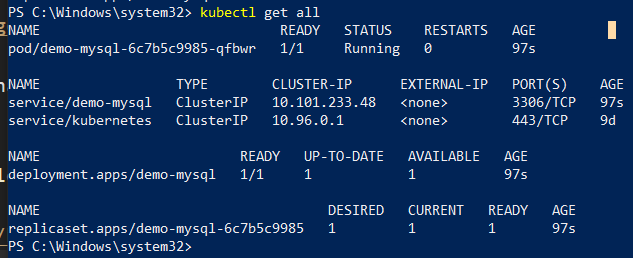 PS C:\Windows\system32> kubectl get all
NAME READY STATUS RESTARTS AGE
pod/demo-mysql-6c7b5c9985-qfbwr 1/1 Running 0 97s
NAME TYPE CLUSTER-IP EXTERNAL-IP PORT(S) AGE
service/demo-mysql ClusterIP 10.101.233.48 <none> 3306/TCP 97s
service/kubernetes ClusterIP 10.96.0.1 <none> 443/TCP 9d
NAME READY UP-TO-DATE AVAILABLE AGE
deployment.apps/demo-mysql 1/1 1 1 97s
NAME DESIRED CURRENT READY AGE
replicaset.apps/demo-mysql-6c7b5c9985 1 1 1 97s
PS C:\Windows\system32>